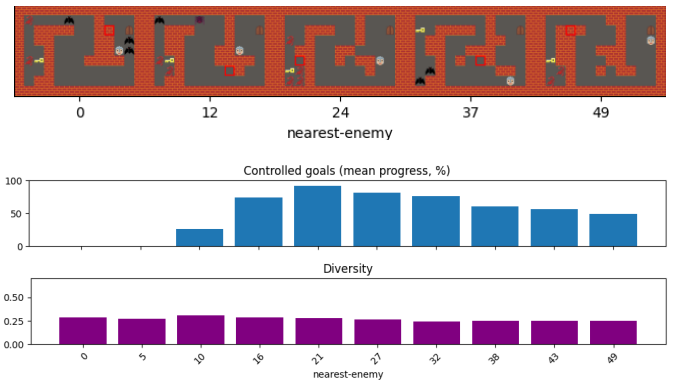 0 12 24 37 49
nearest-enemy
Controlled goals (mean progress, %)
100
50
0
Diversity
0.50
0.25
0.00
0 5 10 16 21 27 32 38 43 49
nearest-enemy